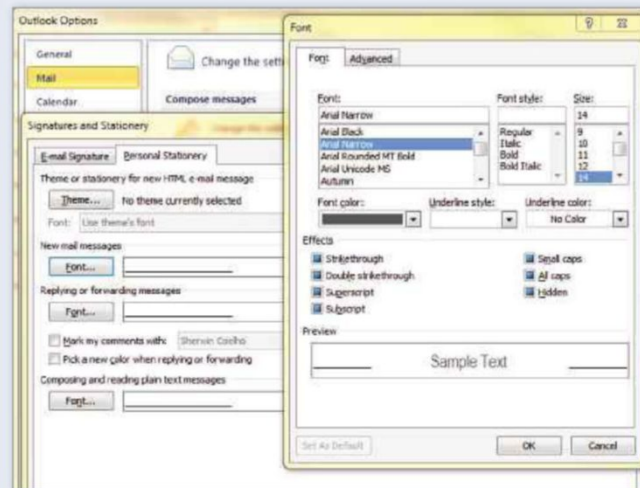 Outlook Options
General
Mail
Calendar
Change the sett
Compose messages
Signatures and Stationery
E-mail Signature Personal Stationery
Theme or stationery for new HTML e-mail message
Theme... No theme currently selected
Font: Use theme's font
New mail messages
Font...
Replying or forwarding messages
Font...
Mark my comments with: Sherwin Coelho
Pick a new color when replying or forwarding
Composing and reading plain text messages
Font...
Font
Font Advanced
Font: Font style: Size:
Arial Narrow 14
Arial Black Regular 9
Arial Narrow Italic 10
Arial Rounded MT Bold Bold 11
Arial Unicode MS Bold Italic 12
Autumn 14
Font color: Underline style: Underline color:
No Color
Effects
Strikethrough Small caps
Double strikethrough All caps
Superscript Hidden
Subscript
Preview
Sample Text
Set As Default OK Cancel